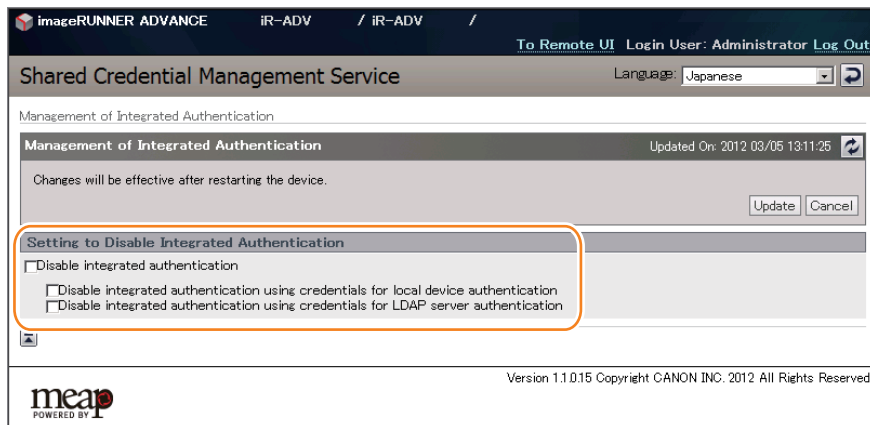 imageRUNNER ADVANCE iR-ADV / iR-ADV /
To Remote UI Login User: Administrator Log Out
Shared Credential Management Service Language: Japanese
Management of Integrated Authentication
Management of Integrated Authentication Updated On: 2012 03/05 13:11:25
Changes will be effective after restarting the device.
Update Cancel
Setting to Disable Integrated Authentication
Disable integrated authentication
Disable integrated authentication using credentials for local device authentication
Disable integrated authentication using credentials for LDAP server authentication
Version 1.1.0.15 Copyright CANON INC. 2012 All Rights Reserved
meap
POWERED BY